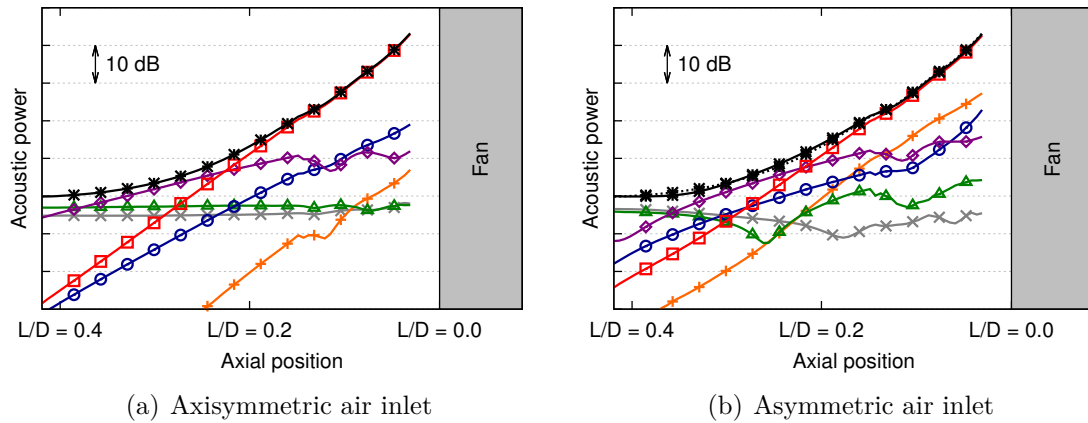 Acoustic power
10 dB
Fan
L/D = 0.4
L/D = 0.2
L/D = 0.0
Axial position
(a) Axisymmetric air inlet
Acoustic power
10 dB
Fan
L/D = 0.4
L/D = 0.2
L/D = 0.0
Axial position
(b) Asymmetric air inlet